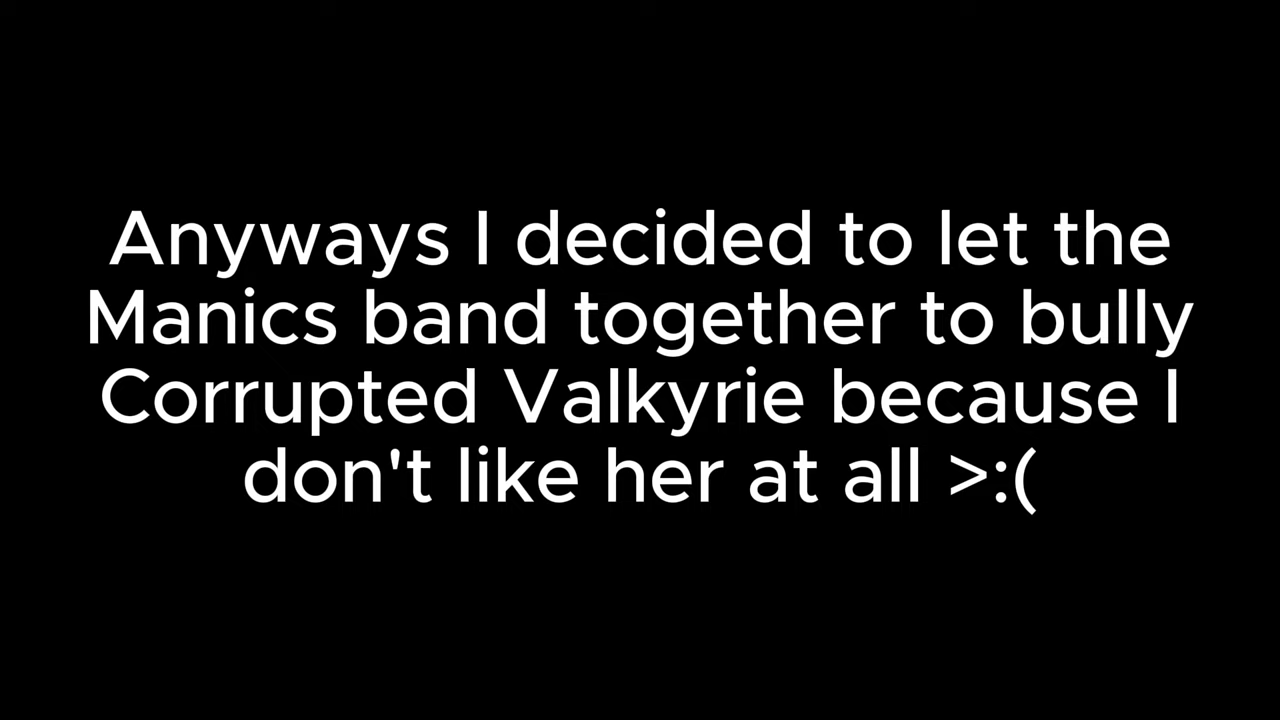 Anyways I decided to let the
Manics band together to bully
Corrupted Valkyrie because I
don't like her at all >:(